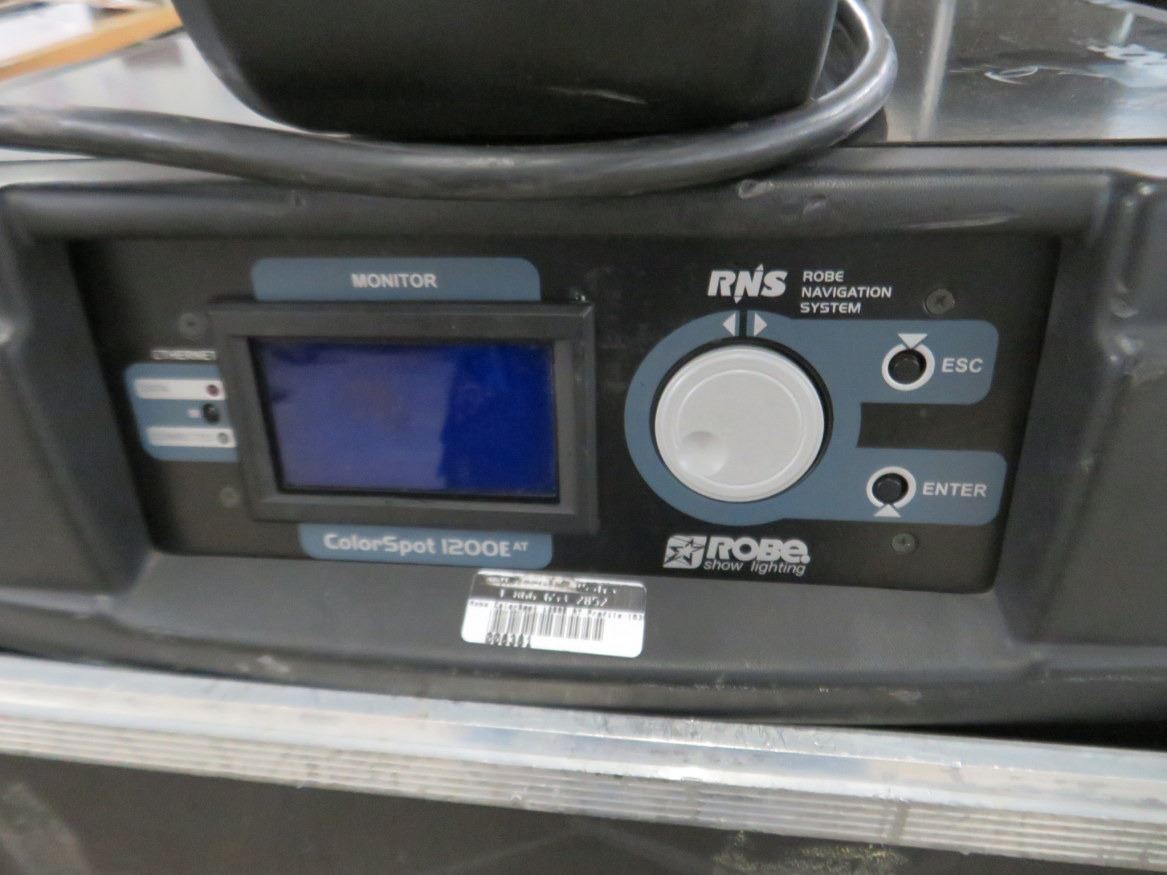 MONITOR
RNS
ROBE
NAVIGATION
SYSTEM
ETHERNET
ESC
ENTER
ColorSpot 1200E AT
ROBE
show lighting